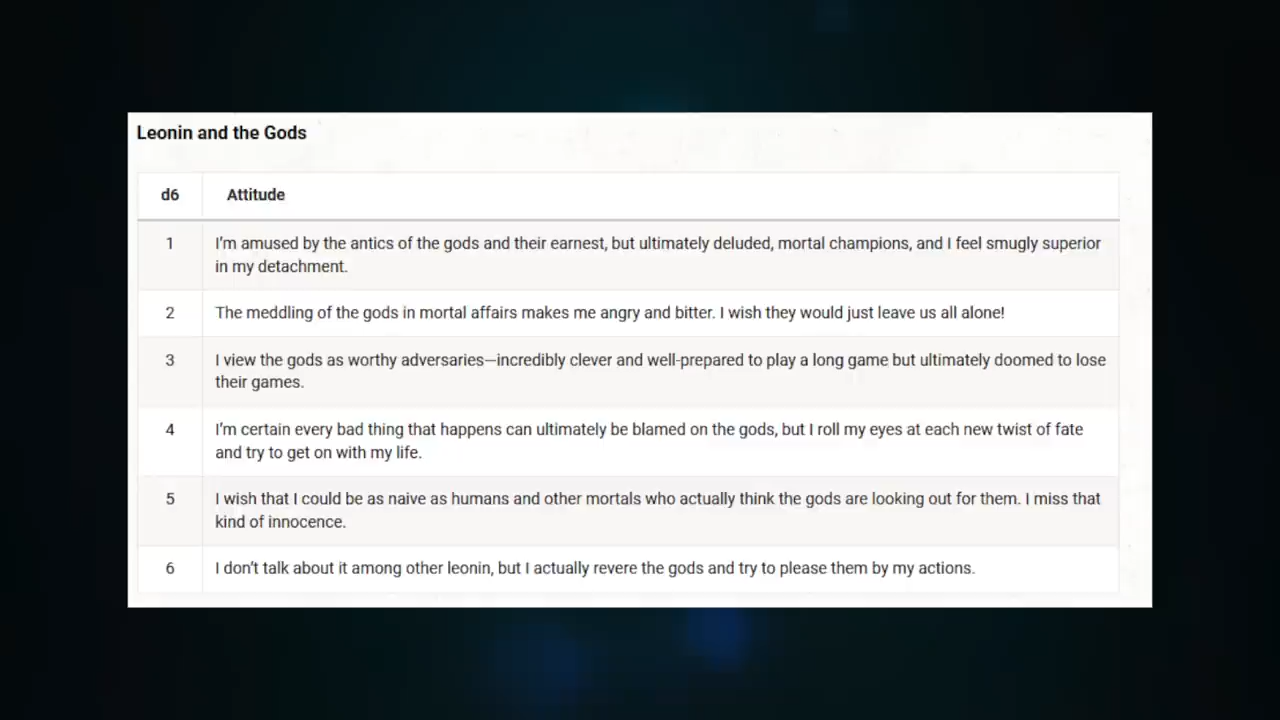 Leonin and the Gods
d6 Attitude
1 I'm amused by the antics of the gods and their earnest, but ultimately deluded, mortal champions, and I feel smugly superior
in my detachment.
2 The meddling of the gods in mortal affairs makes me angry and bitter. I wish they would just leave us all alone!
3 I view the gods as worthy adversaries—incredibly clever and well-prepared to play a long game but ultimately doomed to lose
their games.
4 I'm certain every bad thing that happens can ultimately be blamed on the gods, but I roll my eyes at each new twist of fate
and try to get on with my life.
5 I wish that I could be as naive as humans and other mortals who actually think the gods are looking out for them. I miss that
kind of innocence.
6 I don't talk about it among other leonin, but I actually revere the gods and try to please them by my actions.